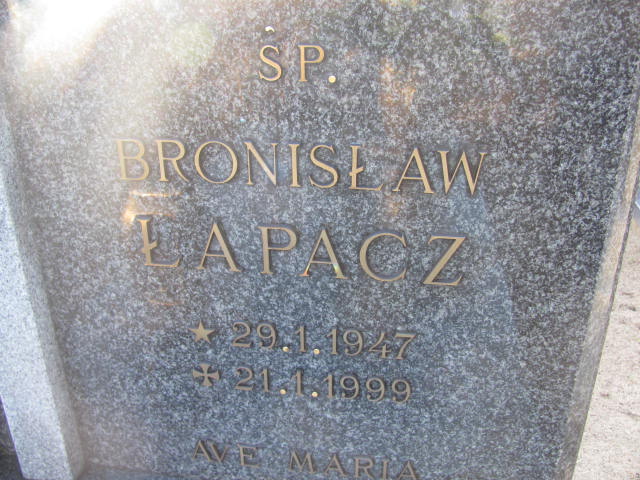 ŚP.
BRONISŁAW
ŁAPACZ
★ 29.1.1947
✠ 21.1.1999
AVE MARIA